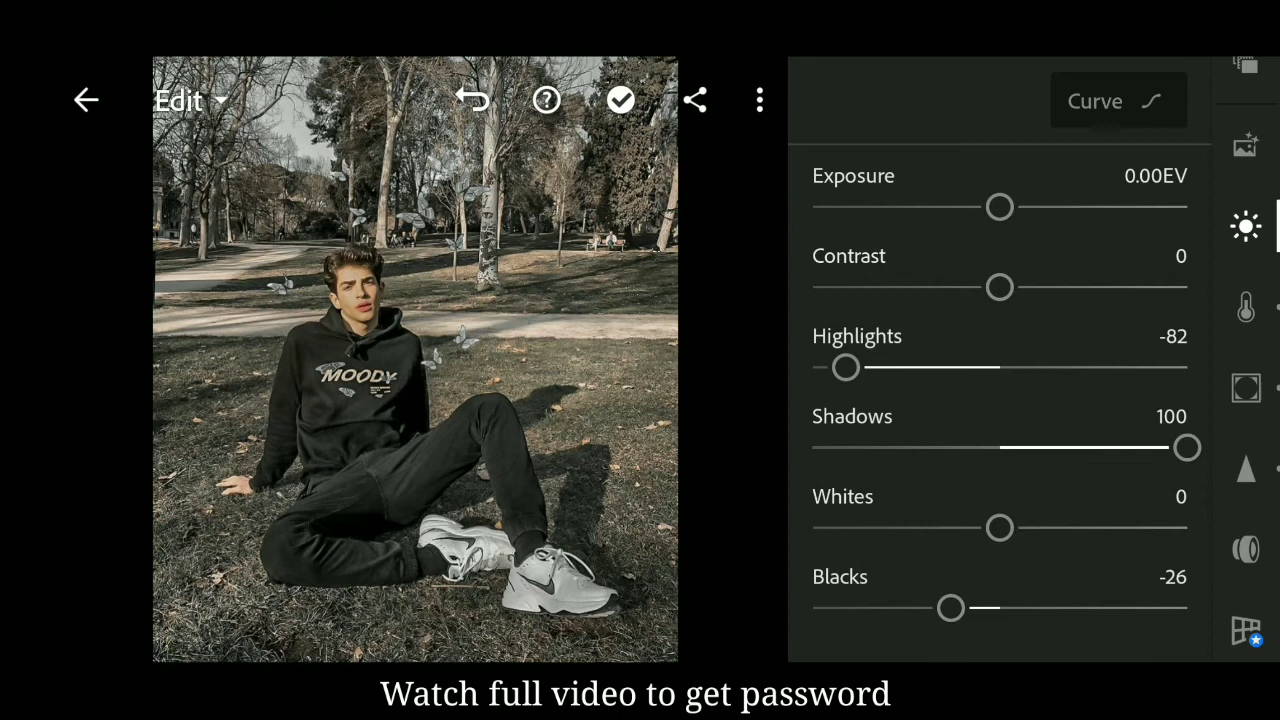 Edit
Curve
Exposure 0.00EV
Contrast 0
Highlights -82
Shadows 100
Whites 0
Blacks -26
MOODY
Watch full video to get password